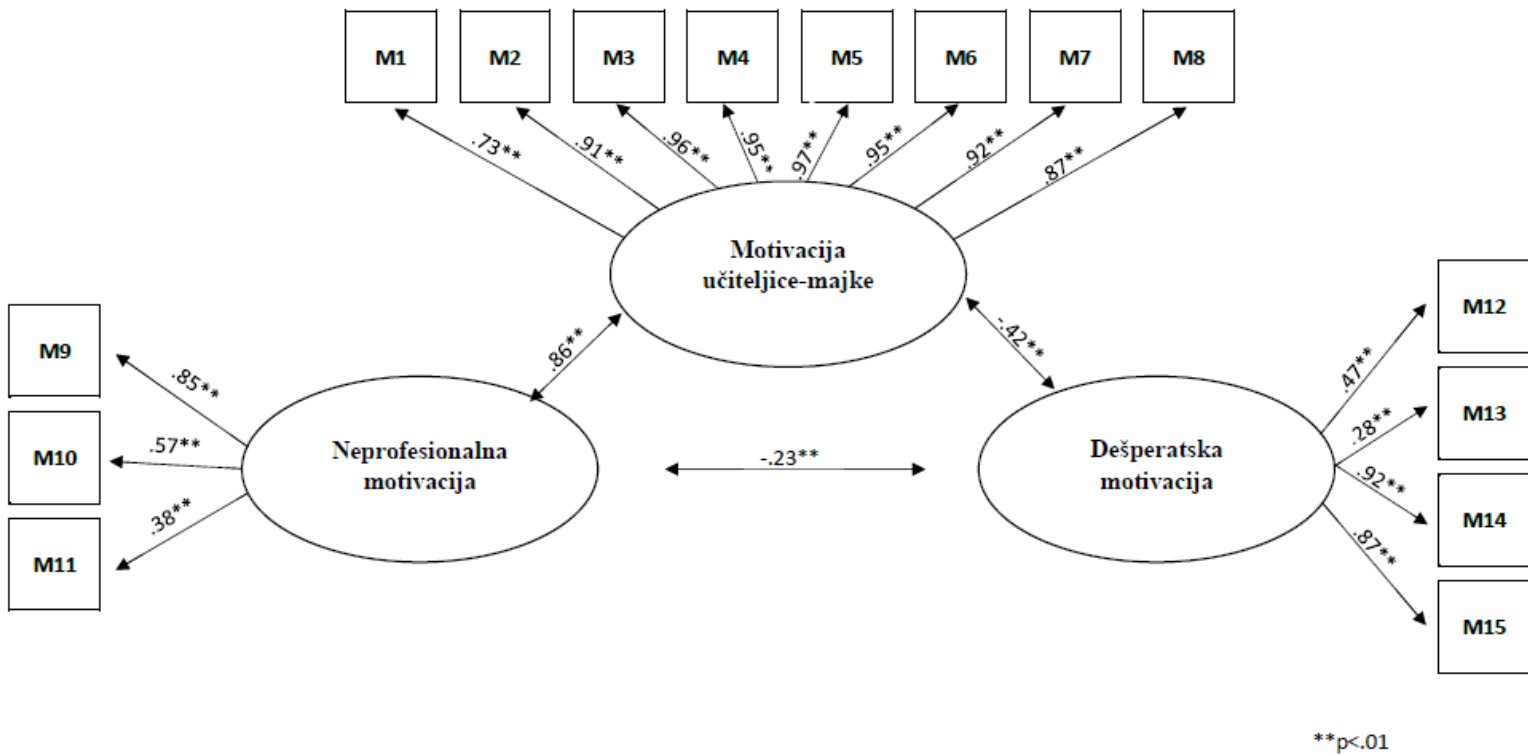 M1 M2 M3 M4 M5 M6 M7 M8
.73** .91** .96** .95** .97** .95** .92** .87**
Motivacija
učiteljice-majke
.86**
-.42**
M9
.85**
M10
.57**
M11
.38**
Neprofesionalna
motivacija
-.23**
Dešperatska
motivacija
.47**
M12
.28**
M13
.92**
M14
.87**
M15
**p<.01